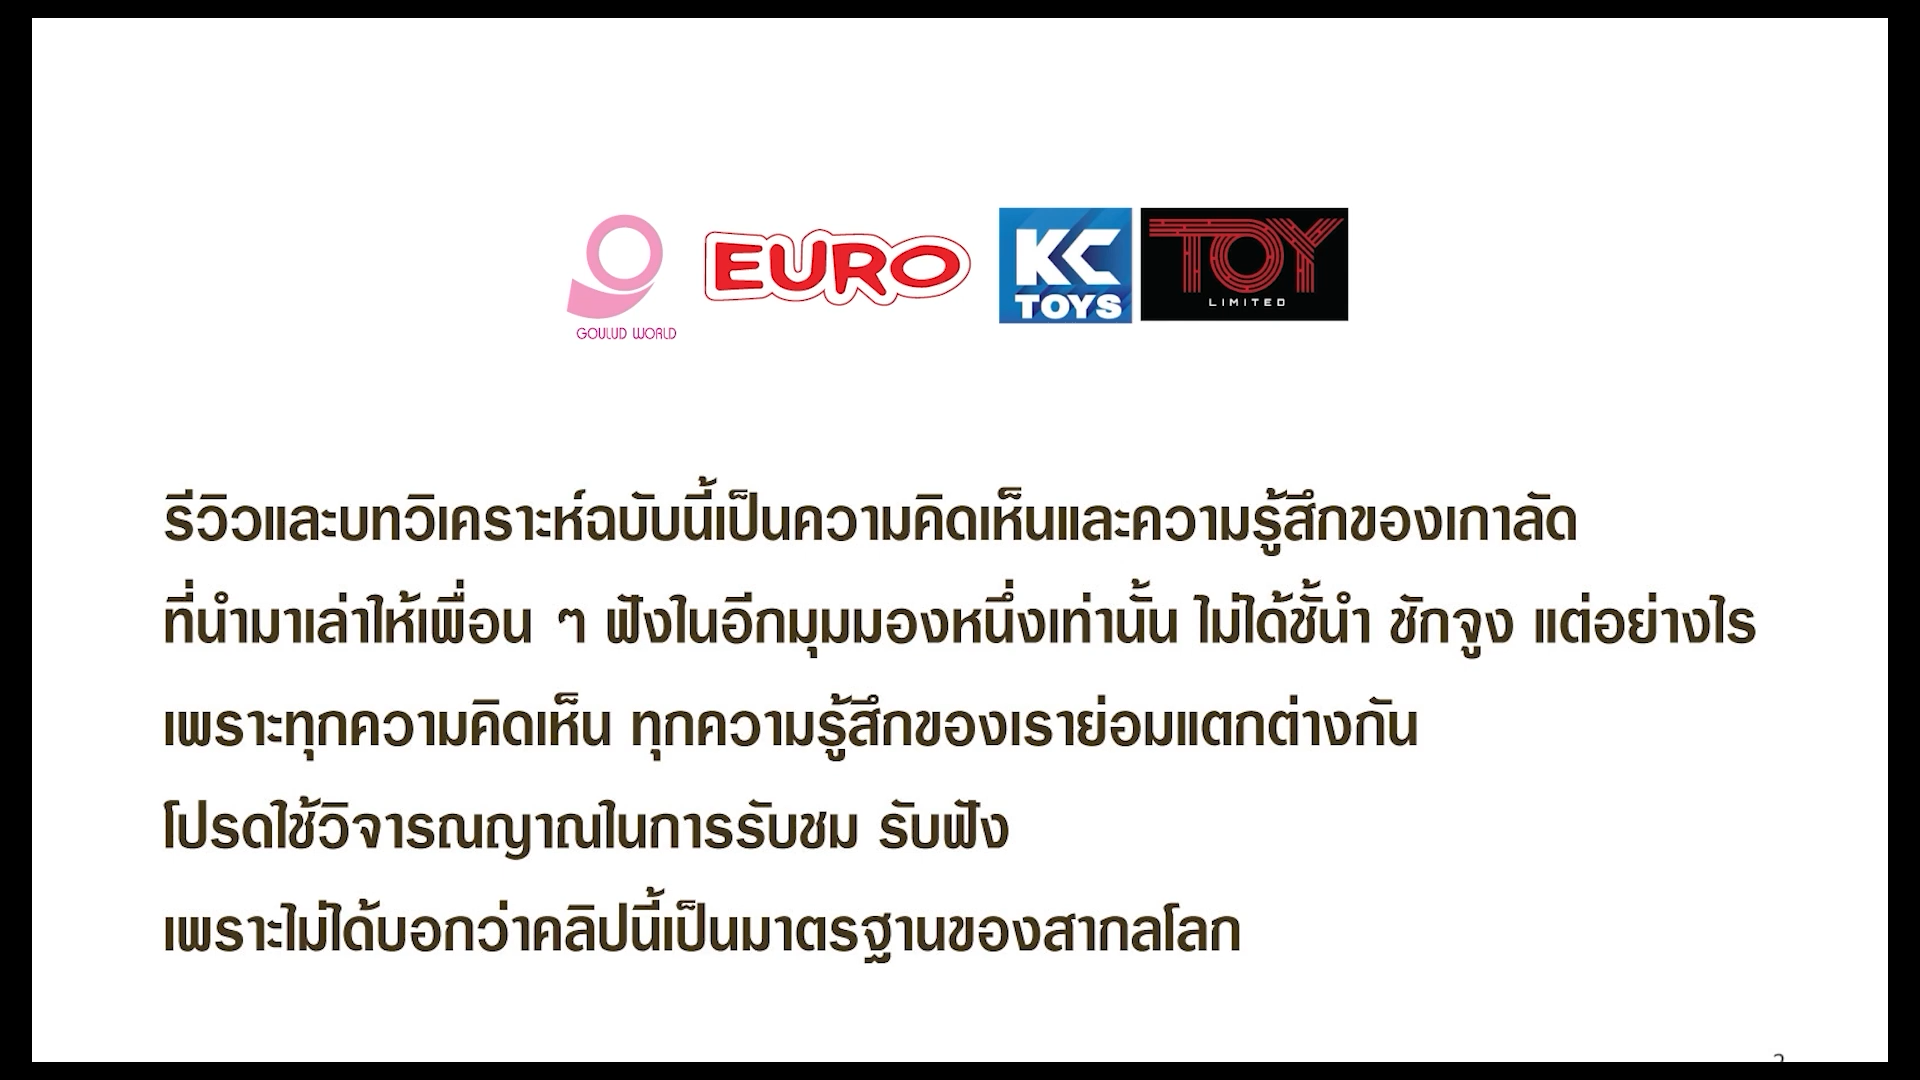 GOULUD WORLD
EURO
KC
TOYS
TOY
LIMITED
รีวิวและบทวิเคราะห์ฉบับนี้เป็นความคิดเห็นและความรู้สึกของเกาลัด
ที่นำมาเล่าให้เพื่อน ๆ ฟังในอีกมุมมองหนึ่งเท่านั้น ไม่ได้ชั้นำ ชักจูง แต่อย่างไร
เพราะทุกความคิดเห็น ทุกความรู้สึกของเราย่อมแตกต่างกัน
โปรดใช้วิจารณญาณในการรับชม รับฟัง
เพราะไม่ได้บอกว่าคลิปนี้เป็นมาตรฐานของสากลโลก